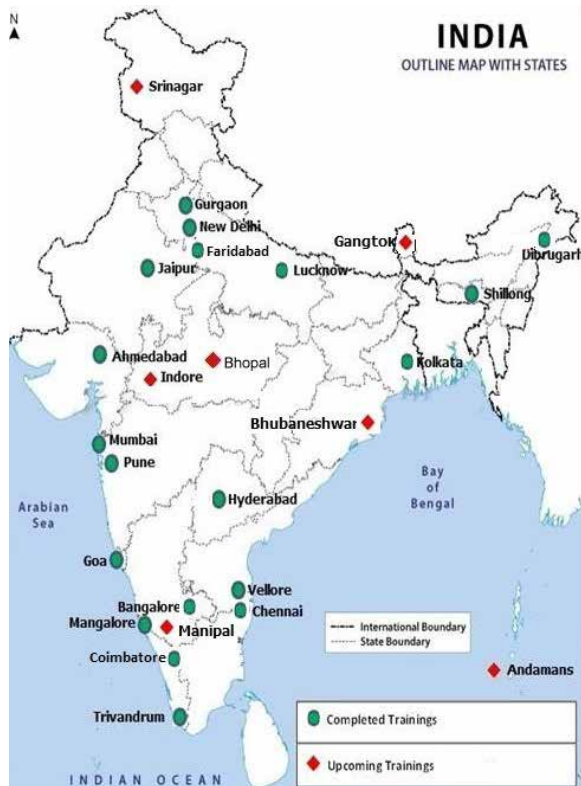 N
INDIA
OUTLINE MAP WITH STATES
Srinagar
Gurgaon
New Delhi
Faridabad
Gangtok
Dibrugarh
Jaipur
Lucknow
Shillong
Ahmedabad
Bhopal
Kolkata
Indore
Bhubaneshwar
Mumbai
Pune
Arabian
Sea
Bay
of
Bengal
Hyderabad
Goa
Vellore
Bangalore
Chennai
Mangalore
Manipal
International Boundary
State Boundary
Coimbatore
Andamans
Trivandrum
Completed Trainings
Upcoming Trainings
INDIAN OCEAN